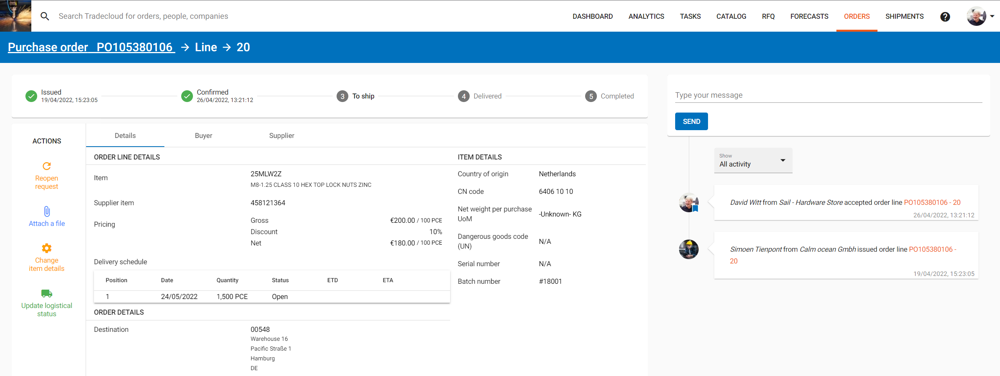 Search Tradecloud for orders, people, companies
DASHBOARD
ANALYTICS
TASKS
CATALOG
RFQ
FORECASTS
ORDERS
SHIPMENTS
?
Purchase order PO105380106 → Line → 20
Issued
19/04/2022, 15:23:05
Confirmed
26/04/2022, 13:21:12
3 To ship
4 Delivered
5 Completed
ACTIONS
Reopen
request
Attach a file
Change
item details
Update logistical
status
Details
Buyer
Supplier
ORDER LINE DETAILS
Item
25MLW2Z
M8-1.25 CLASS 10 HEX TOP LOCK NUTS ZINC
Supplier item
458121364
Pricing
Gross €200.00 / 100 PCE
Discount 10%
Net €180.00 / 100 PCE
Delivery schedule
Position Date Quantity Status ETD ETA
1 24/05/2022 1,500 PCE Open
ORDER DETAILS
Destination
00548
Warehouse 16
Pacific Straße 1
Hamburg
DE
ITEM DETAILS
Country of origin Netherlands
CN code 6406 10 10
Net weight per purchase
UoM
-Unknown- KG
Dangerous goods code
(UN)
N/A
Serial number N/A
Batch number #18001
Type your message
SEND
Show
All activity
David Witt from Sail - Hardware Store accepted order line PO105380106 - 20
26/04/2022, 13:21:12
Simoen Tienpont from Calm ocean Gmbh issued order line PO105380106 -
20
19/04/2022, 15:23:05